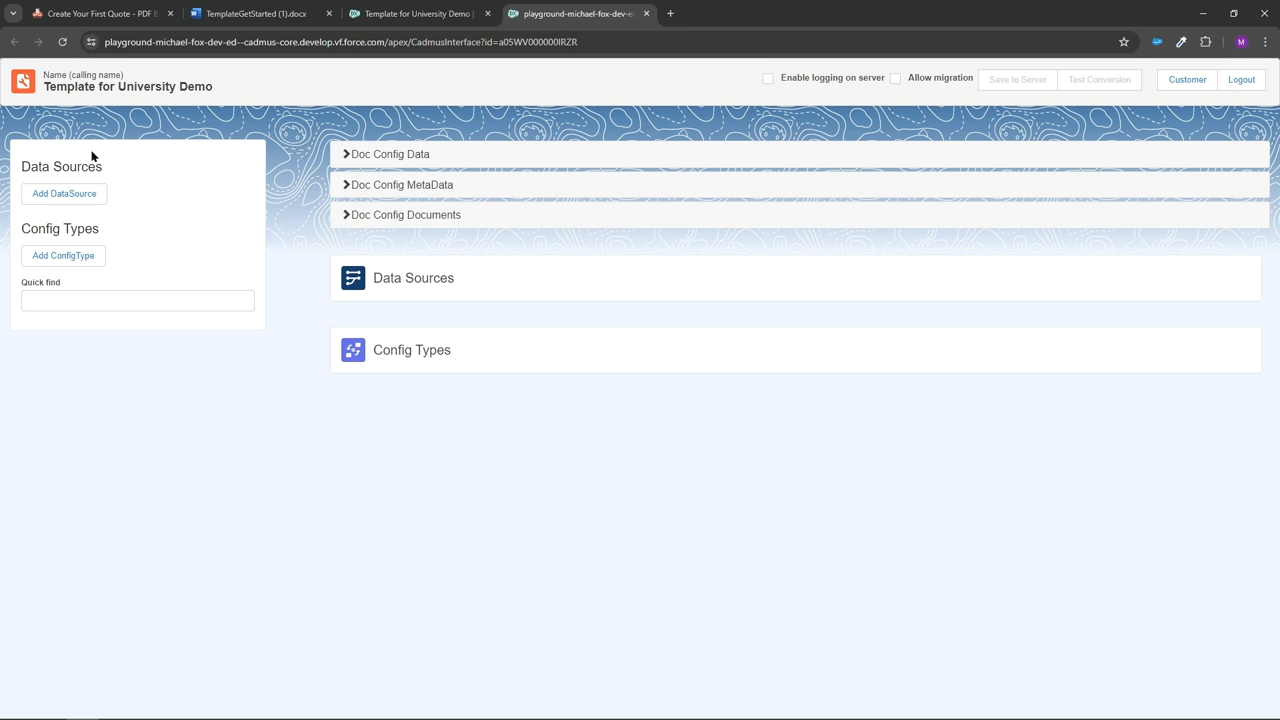 Create Your First Quote - PDF
TemplateGetStarted (1).docx
Template for University Demo |
playground-michael-fox-dev-ed
playground-michael-fox-dev-ed--cadmus-core.develop.vf.force.com/apex/CadmusInterface?id=a05WV000000IRZR
M
Name (calling name)
Template for University Demo
Enable logging on server
Allow migration
Save to Server
Test Conversion
Customer
Logout
Data Sources
Add DataSource
Config Types
Add ConfigType
Quick find
Doc Config Data
Doc Config MetaData
Doc Config Documents
Data Sources
Config Types